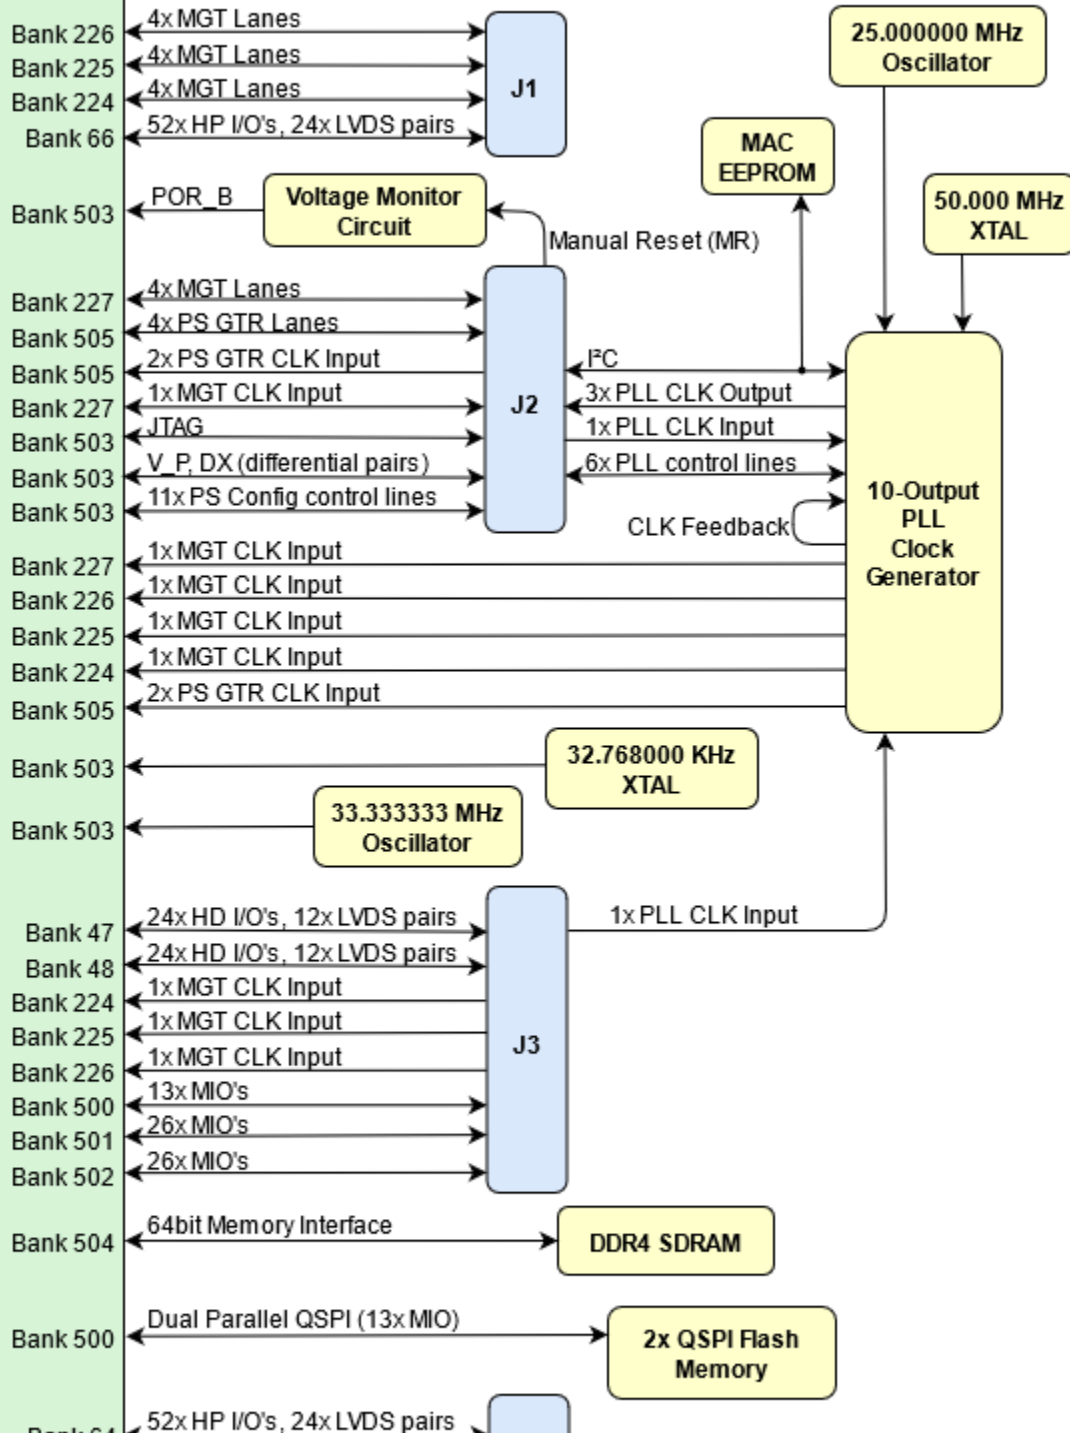 Bank 226
4x MGT Lanes
Bank 225
4x MGT Lanes
Bank 224
4x MGT Lanes
Bank 66
52x HP I/O's, 24x LVDS pairs
J1
25.000000 MHz
Oscillator
MAC
EEPROM
50.000 MHz
XTAL
Bank 503
POR_B
Voltage Monitor
Circuit
Manual Reset (MR)
Bank 227
4x MGT Lanes
Bank 505
4x PS GTR Lanes
Bank 505
2x PS GTR CLK Input
Bank 227
1x MGT CLK Input
Bank 503
JTAG
Bank 503
V_P, DX (differential pairs)
Bank 503
11x PS Config control lines
J2
I²C
3x PLL CLK Output
1x PLL CLK Input
6x PLL control lines
CLK Feedback
10-Output
PLL
Clock
Generator
Bank 227
1x MGT CLK Input
Bank 226
1x MGT CLK Input
Bank 225
1x MGT CLK Input
Bank 224
1x MGT CLK Input
Bank 505
2x PS GTR CLK Input
Bank 503
32.768000 KHz
XTAL
Bank 503
33.333333 MHz
Oscillator
Bank 47
24x HD I/O's, 12x LVDS pairs
Bank 48
24x HD I/O's, 12x LVDS pairs
Bank 224
1x MGT CLK Input
Bank 225
1x MGT CLK Input
Bank 226
1x MGT CLK Input
Bank 500
13x MIO's
Bank 501
26x MIO's
Bank 502
26x MIO's
J3
1x PLL CLK Input
Bank 504
64bit Memory Interface
DDR4 SDRAM
Bank 500
Dual Parallel QSPI (13x MIO)
2x QSPI Flash
Memory
Bank 64
52x HP I/O's, 24x LVDS pairs